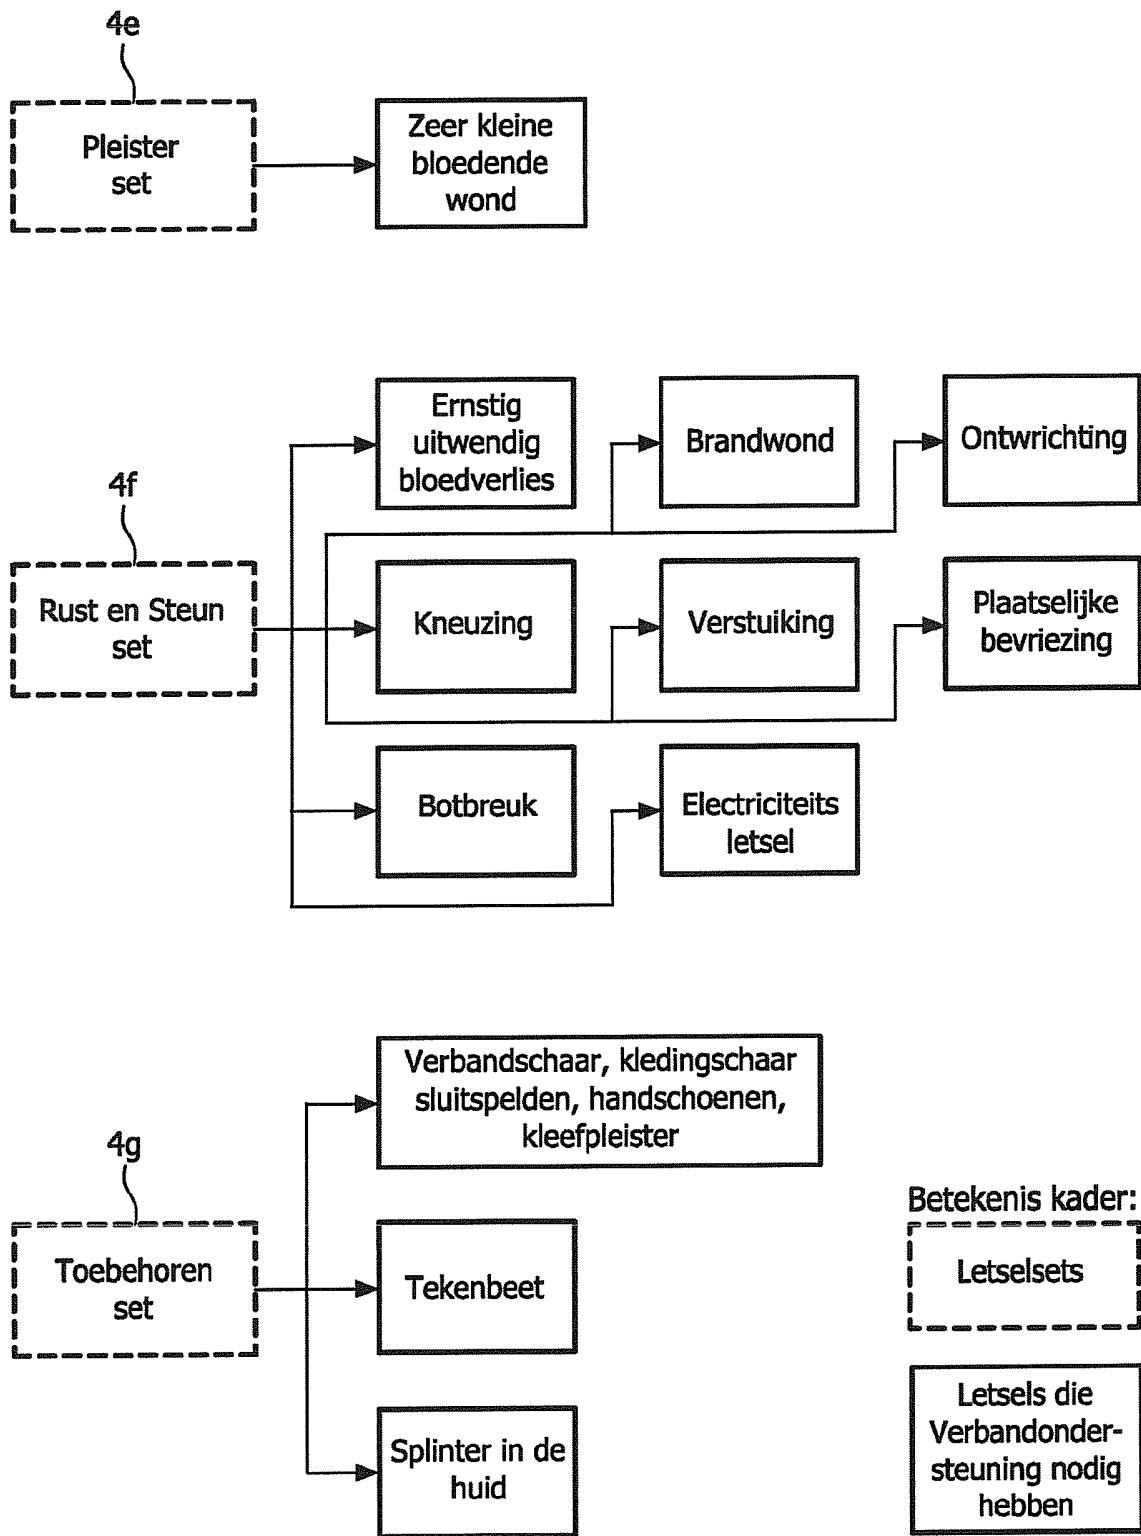 4e
Pleister
set
Zeer kleine
bloedende
wond
4f
Rust en Steun
set
Ernstig
uitwendig
bloedverlies
Brandwond
Ontwrichting
Kneuzing
Verstuiking
Plaatselijke
bevriezing
Botbreuk
Electriciteits
letsel
4g
Toebehoren
set
Verbandschaar, kledingschaar
sluitspelden, handschoenen,
kleefpleister
Tekenbeet
Splinter in de
huid
Betekenis kader:
Letselsets
Letsels die
Verbandonder-
steuning nodig
hebben